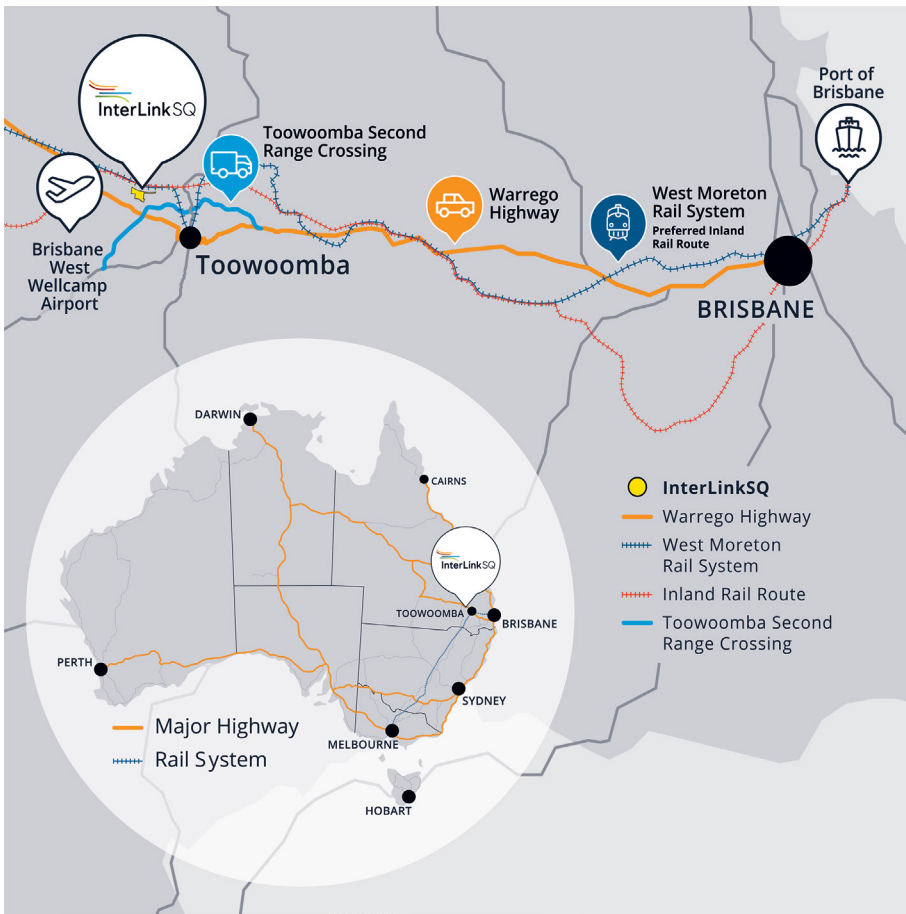 InterLinkSQ
Port of
Brisbane
Toowoomba Second
Range Crossing
Warrego
Highway
West Moreton
Rail System
Preferred Inland
Rail Route
Brisbane
West
Wellcamp
Airport
Toowoomba
BRISBANE
DARWIN
CAIRNS
InterLinkSQ
TOOWOOMBA
BRISBANE
PERTH
SYDNEY
MELBOURNE
HOBART
Major Highway
Rail System
InterLinkSQ
Warrego Highway
West Moreton
Rail System
Inland Rail Route
Toowoomba Second
Range Crossing